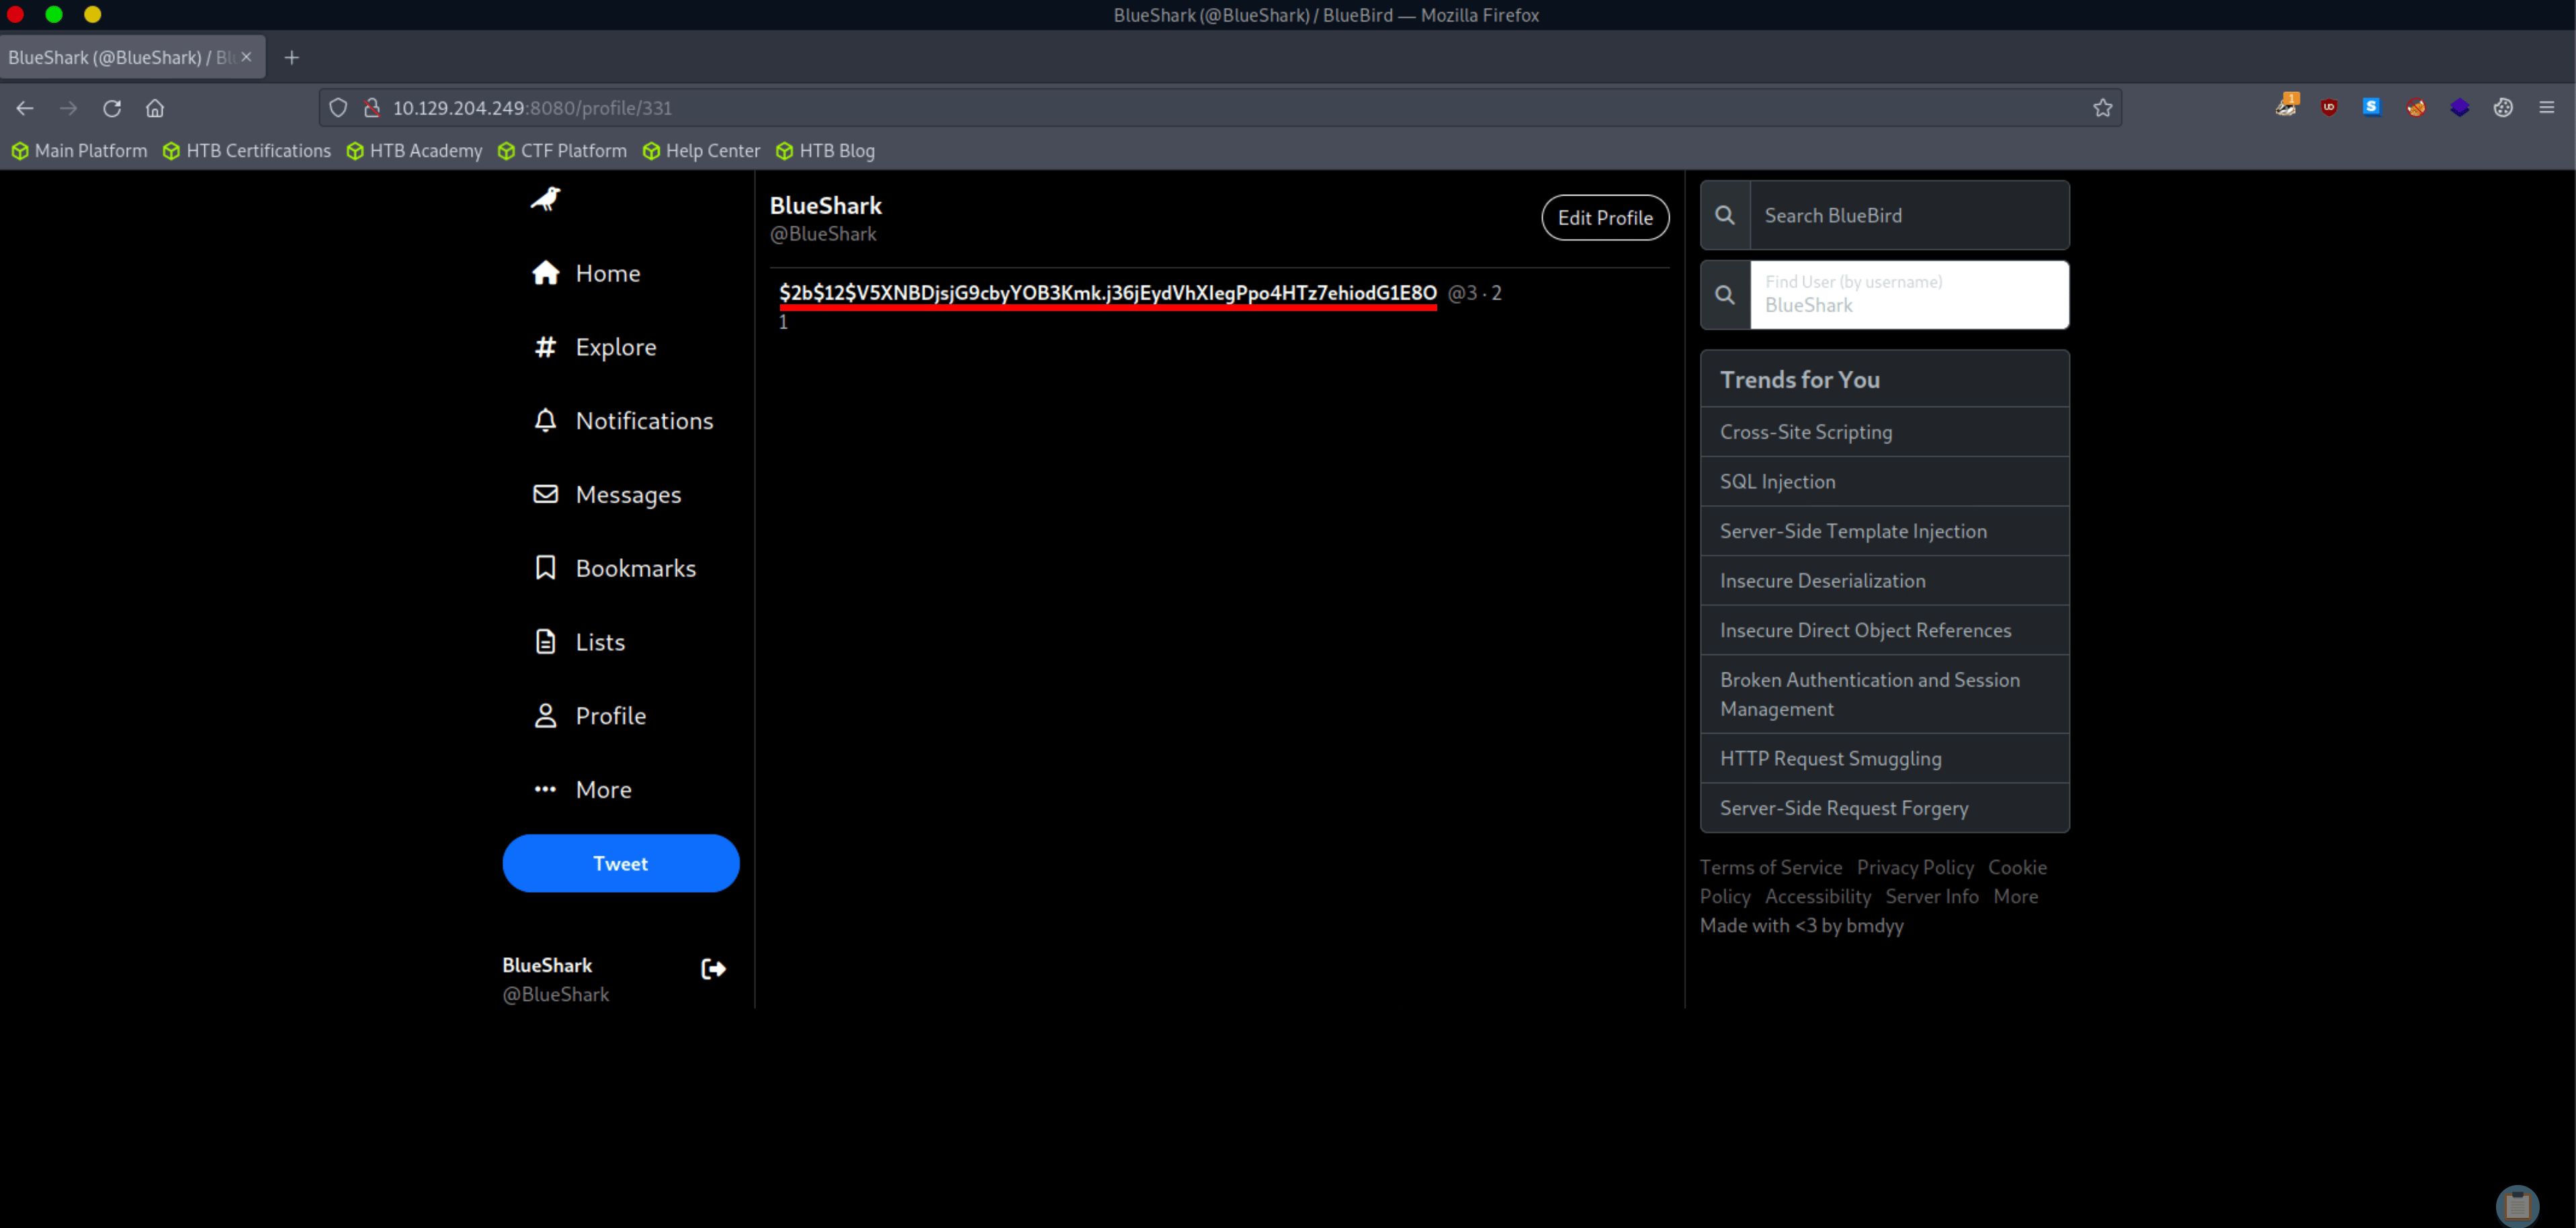 BlueShark (@BlueShark) / BlueBird — Mozilla Firefox
BlueShark (@BlueShark) / Blu
10.129.204.249:8080/profile/331
Main Platform HTB Certifications HTB Academy CTF Platform Help Center HTB Blog
Home
Explore
Notifications
Messages
Bookmarks
Lists
Profile
More
Tweet
BlueShark
@BlueShark
BlueShark
@BlueShark
Edit Profile
$2b$12$V5XNBDjsjG9cbyYOB3Kmk.j36jEydVhXIegPpo4HTz7ehiodG1E8O @3 · 2
1
Search BlueBird
Find User (by username)
BlueShark
Trends for You
Cross-Site Scripting
SQL Injection
Server-Side Template Injection
Insecure Deserialization
Insecure Direct Object References
Broken Authentication and Session
Management
HTTP Request Smuggling
Server-Side Request Forgery
Terms of Service Privacy Policy Cookie
Policy Accessibility Server Info More
Made with <3 by bmdyy